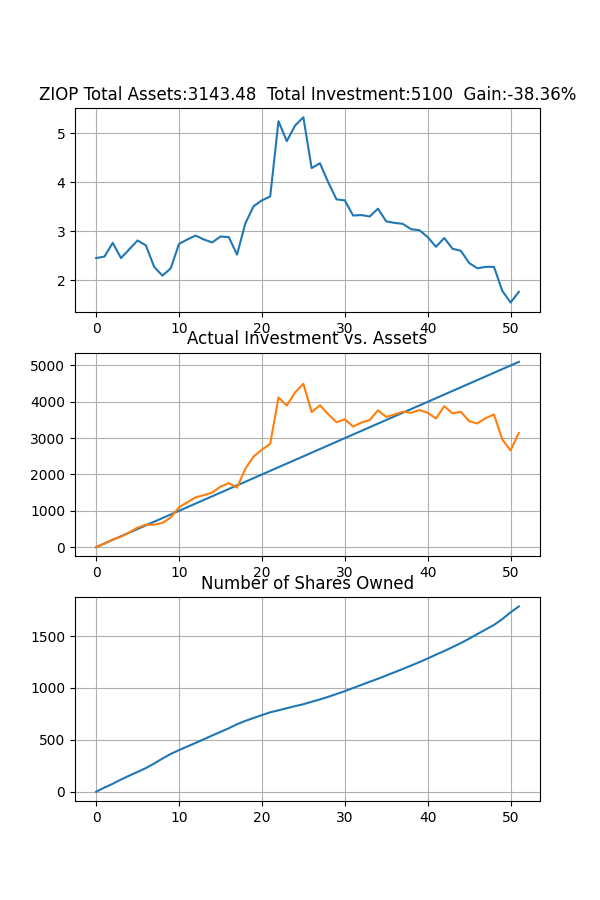 ZIOP Total Assets:3143.48  Total Investment:5100  Gain:-38.36%
5
4
3
2
0 10 20 30 40 50
Actual Investment vs. Assets
5000
4000
3000
2000
1000
0
0 10 20 30 40 50
Number of Shares Owned
1500
1000
500
0
0 10 20 30 40 50